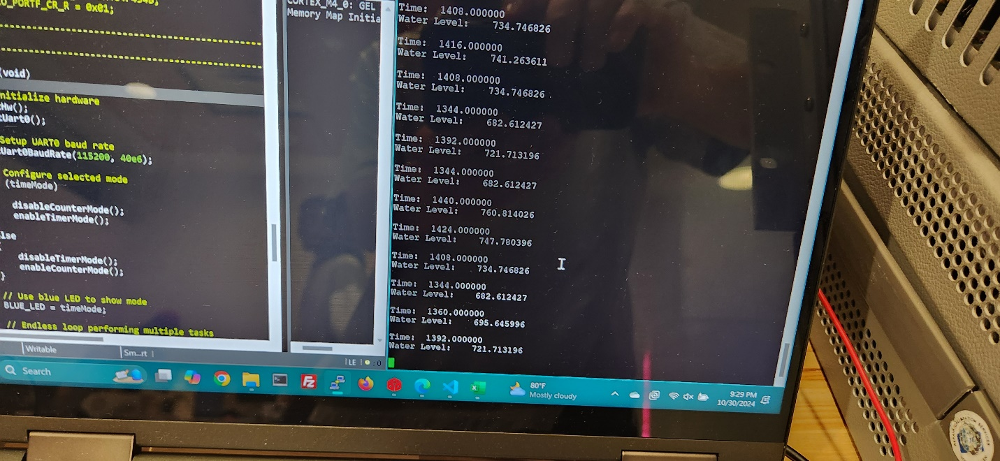 _PORTF_CR_R = 0x01;
(void)
nitialize hardware
Hw();
Uart0();
Setup UART0 baud rate
Uart0BaudRate(115200, 40e6);
Configure selected mode
(timeMode)
disableCounterMode();
enableTimerMode();
lse
{
disableTimerMode();
enableCounterMode();
}
// Use blue LED to show mode
BLUE_LED = timeMode;
// Endless loop performing multiple tasks
Writable
Sm...rt
CORTEX_M4_0: GEL
Memory Map Initia
LE
: 0
Time: 1408.000000
Water Level: 734.746826
Time: 1416.000000
Water Level: 741.263611
Time: 1408.000000
Water Level: 734.746826
Time: 1344.000000
Water Level: 682.612427
Time: 1392.000000
Water Level: 721.713196
Time: 1344.000000
Water Level: 682.612427
Time: 1440.000000
Water Level: 760.814026
Time: 1424.000000
Water Level: 747.780396
Time: 1408.000000
Water Level: 734.746826
Time: 1344.000000
Water Level: 682.612427
Time: 1360.000000
Water Level: 695.645996
Time: 1392.000000
Water Level: 721.713196
Search
80°F
Mostly cloudy
9:29 PM
10/30/2024